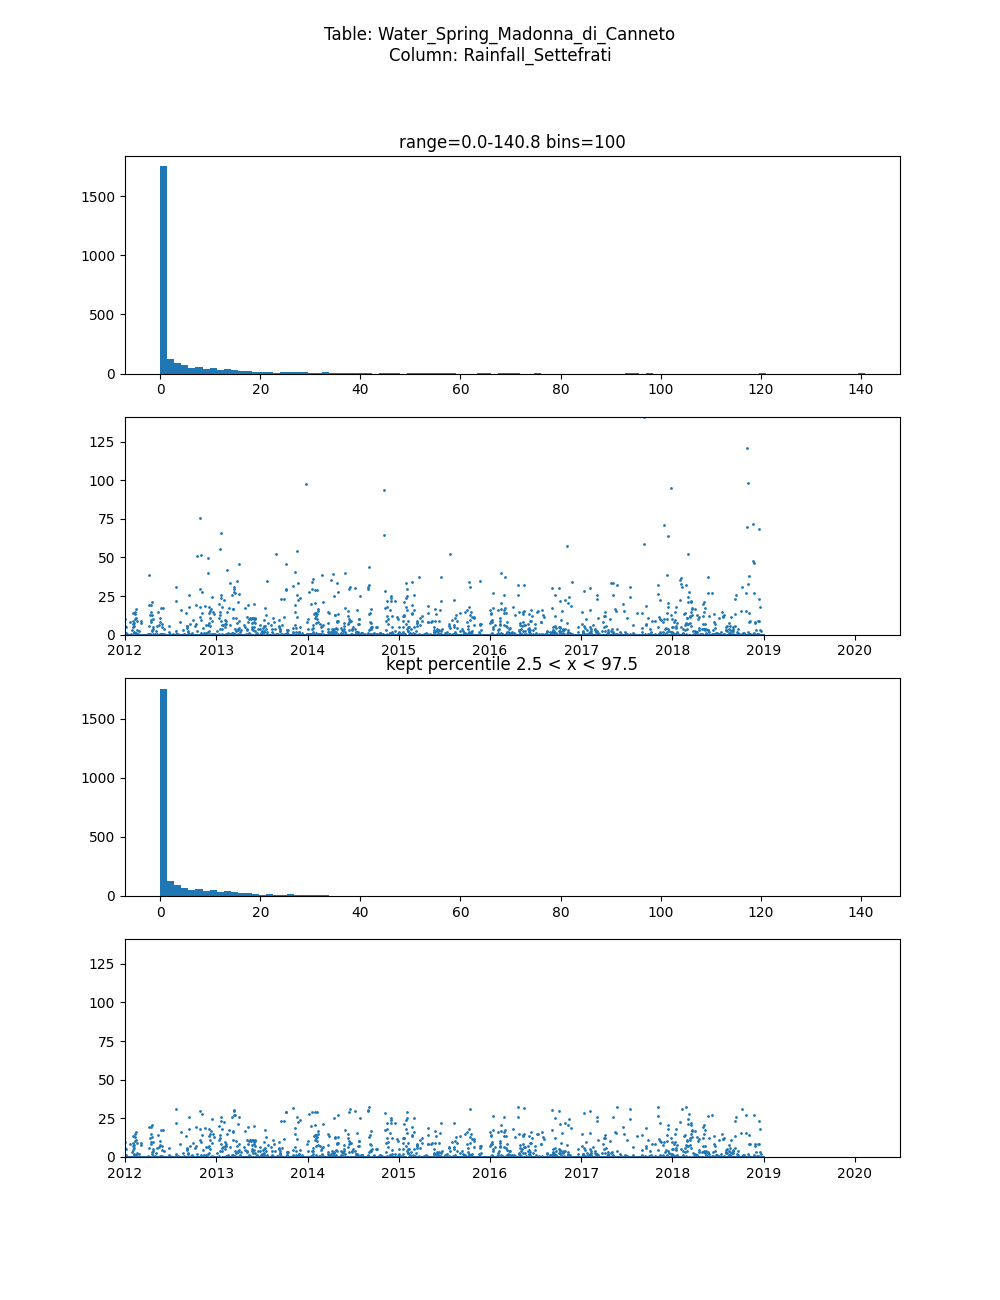 Table: Water_Spring_Madonna_di_Canneto
Column: Rainfall_Settefrati
range=0.0-140.8 bins=100
1500
1000
500
0
0 20 40 60 80 100 120 140
125
100
75
50
25
0
2012 2013 2014 2015 2016 2017 2018 2019 2020
kept percentile 2.5 < x < 97.5
1500
1000
500
0
0 20 40 60 80 100 120 140
125
100
75
50
25
0
2012 2013 2014 2015 2016 2017 2018 2019 2020